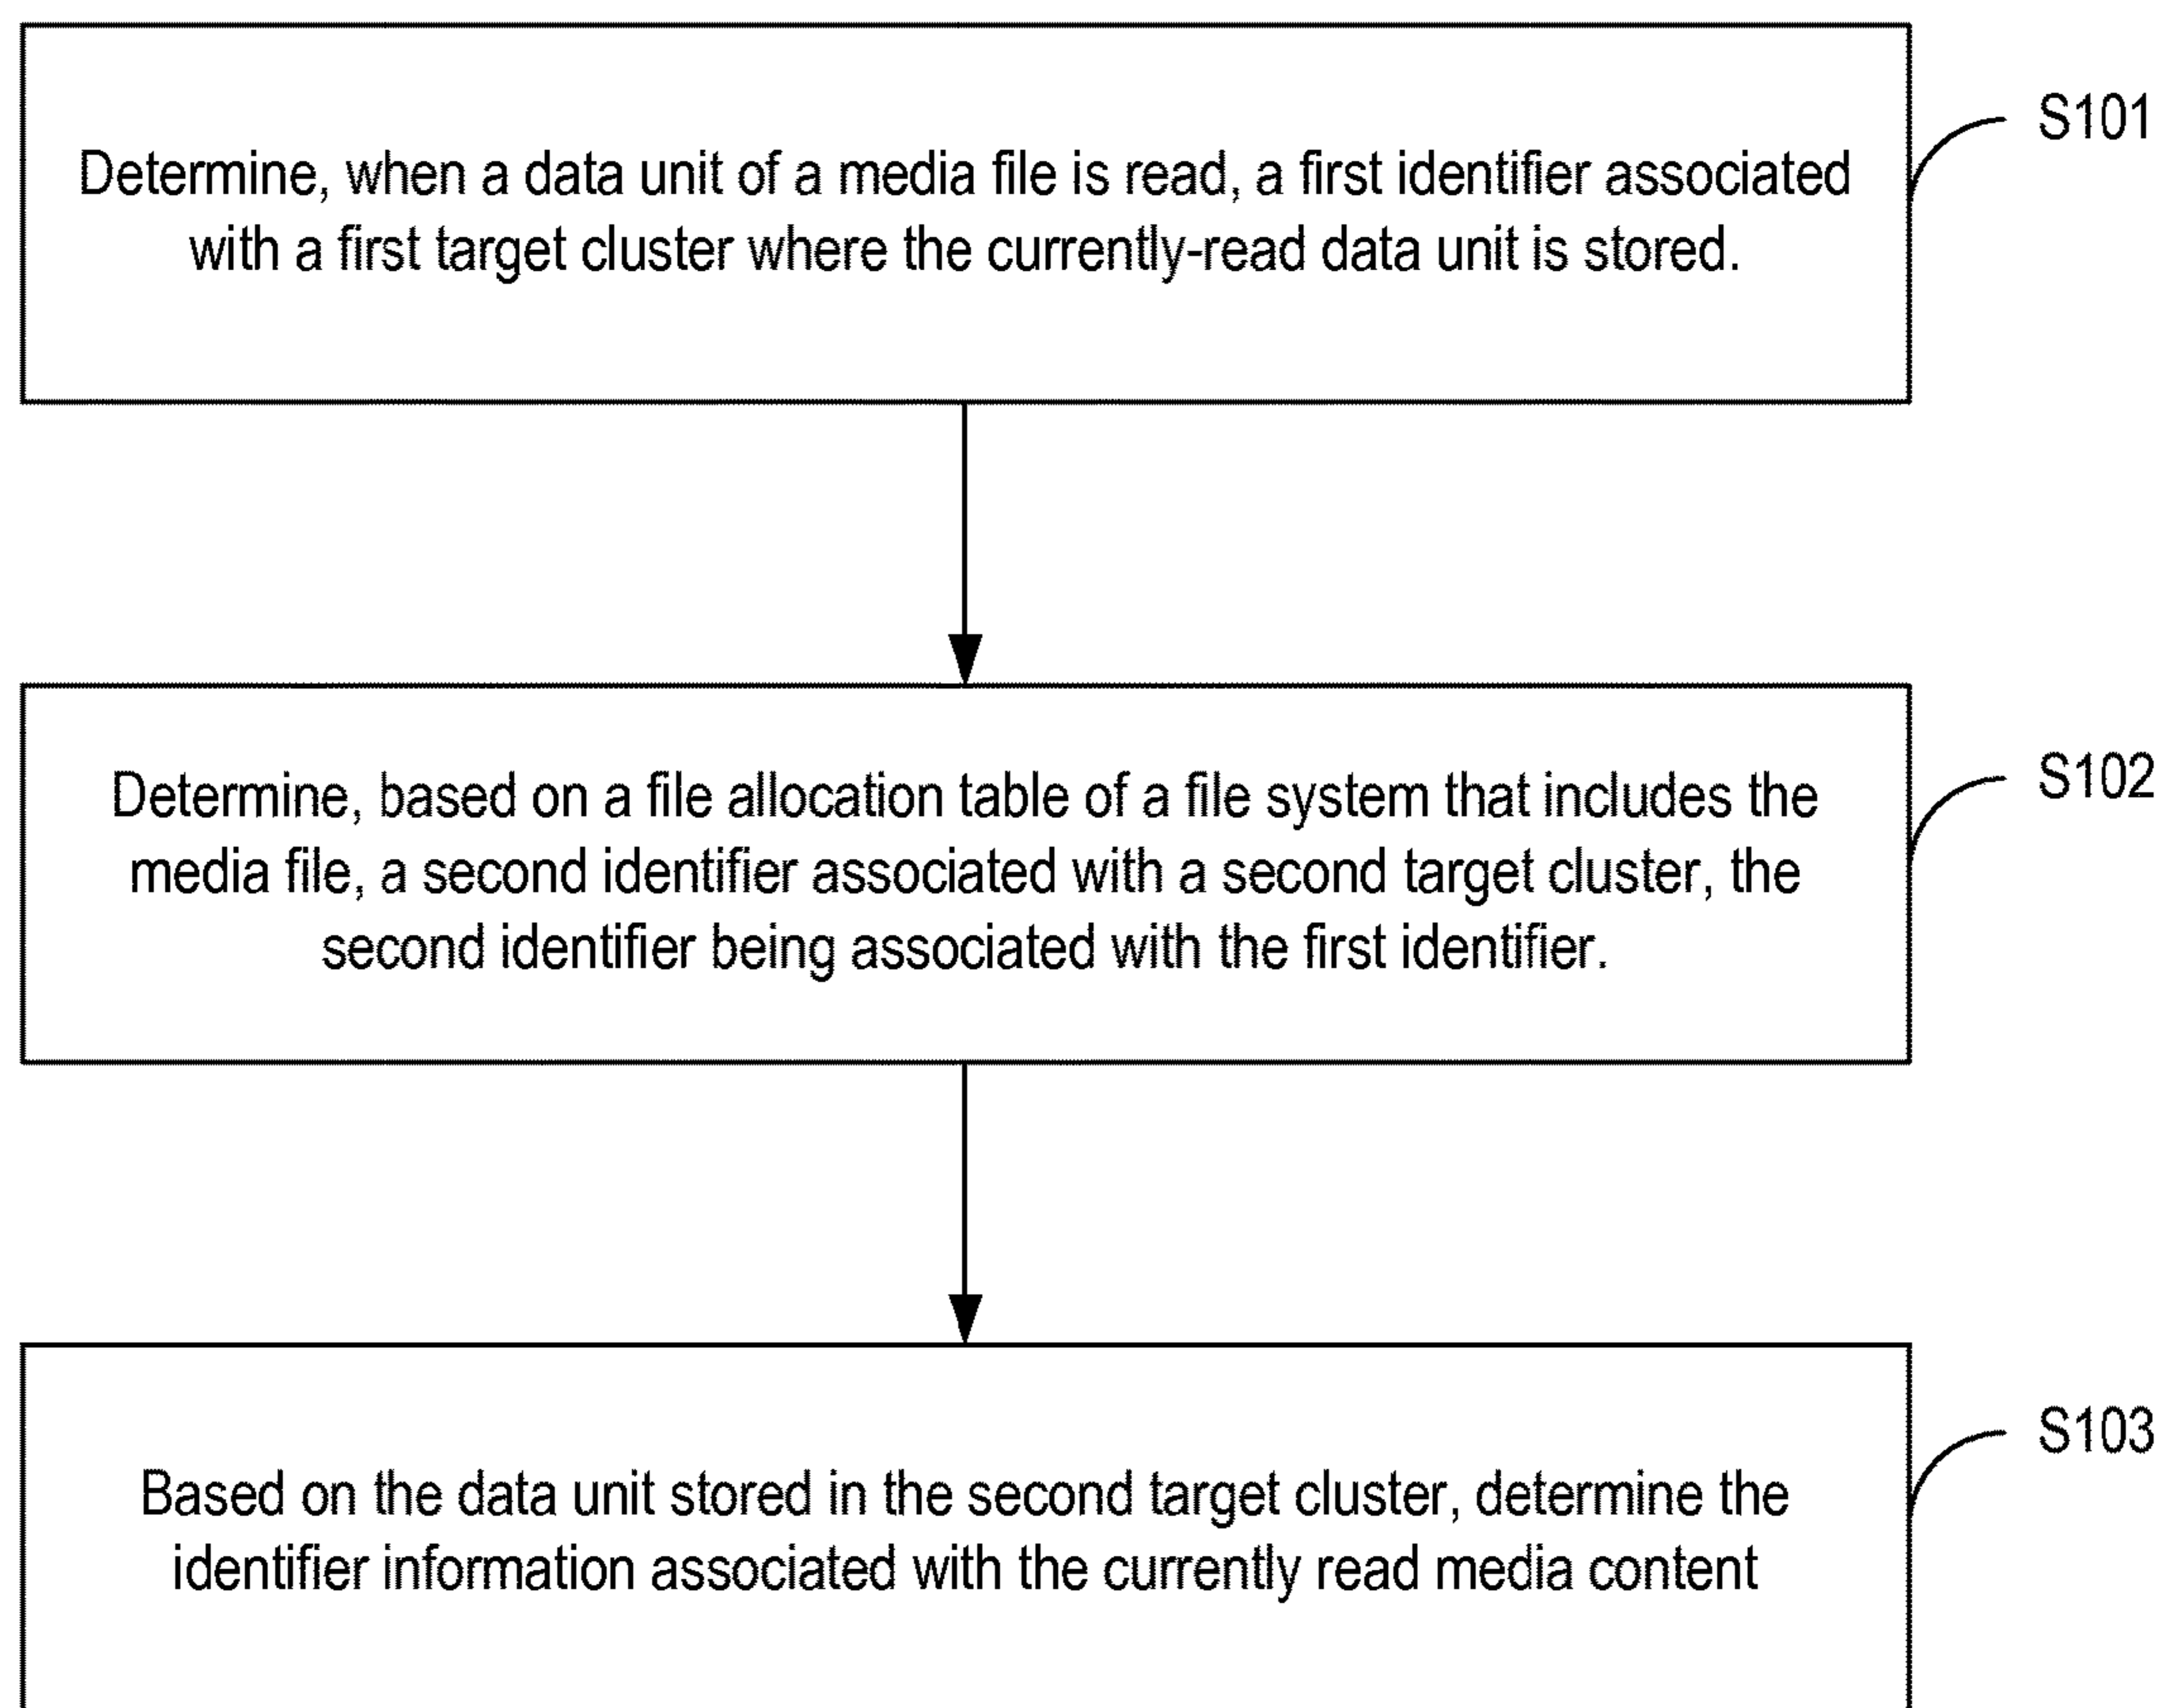 S101
Determine, when a data unit of a media file is read, a first identifier associated
with a first target cluster where the currently-read data unit is stored.
S102
Determine, based on a file allocation table of a file system that includes the
media file, a second identifier associated with a second target cluster, the
second identifier being associated with the first identifier.
S103
Based on the data unit stored in the second target cluster, determine the
identifier information associated with the currently read media content